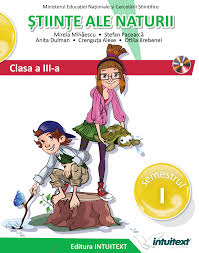 Ministerul Educației Naționale și Cercetării Științifice
ȘTIINȚE ALE NATURII
Mirela Mihăescu • Ștefan Pacearcă
Anița Dulman • Crenguța Alexe • Otilia Brebenel
Clasa a III-a
Semestrul
I
Editura INTUITEXT
intuitext